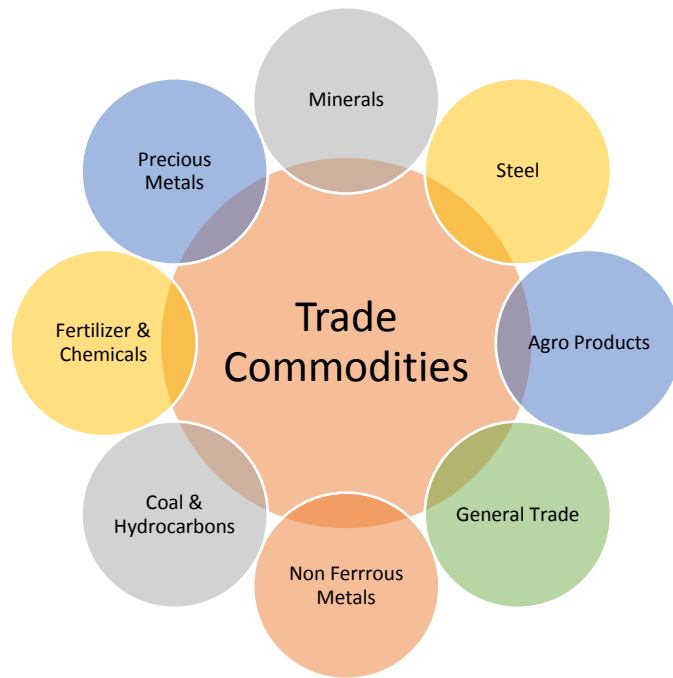 Minerals
Precious
Metals
Steel
Fertilizer &
Chemicals
Trade
Commodities
Agro Products
Coal &
Hydrocarbons
General Trade
Non Ferrrous
Metals